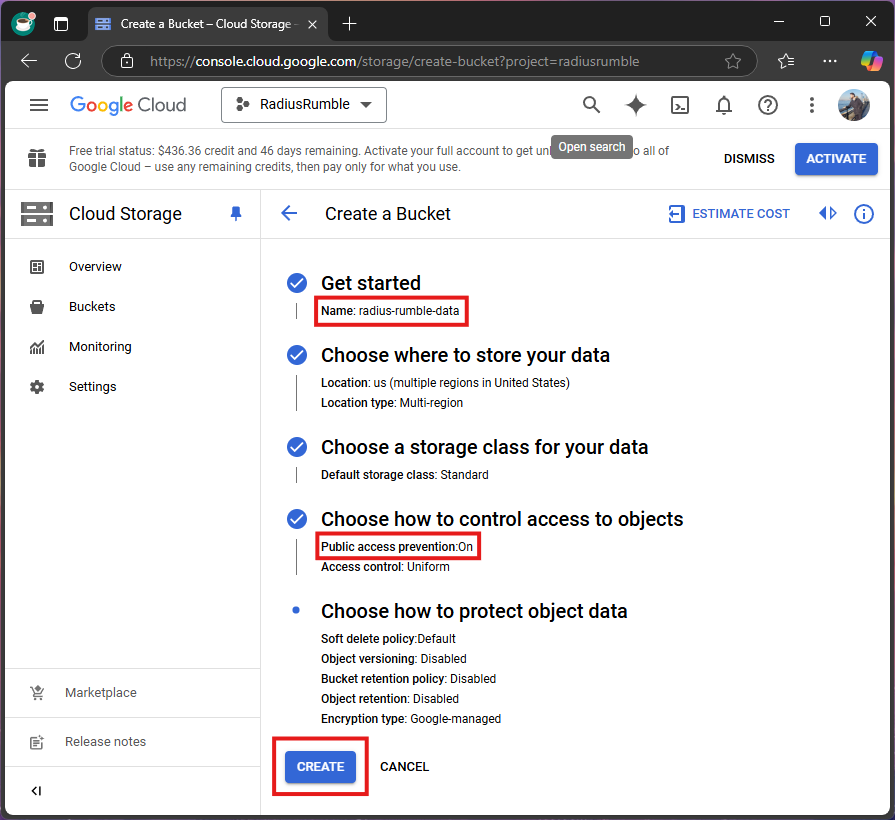 Create a Bucket – Cloud Storage -
https://console.cloud.google.com/storage/create-bucket?project=radiusrumble
Google Cloud
RadiusRumble
Open search
Free trial status: $436.36 credit and 46 days remaining. Activate your full account to get un o all of
Google Cloud – use any remaining credits, then pay only for what you use.
DISMISS
ACTIVATE
Cloud Storage
Create a Bucket
ESTIMATE COST
Overview
Buckets
Monitoring
Settings
Marketplace
Release notes
Get started
Name: radius-rumble-data
Choose where to store your data
Location: us (multiple regions in United States)
Location type: Multi-region
Choose a storage class for your data
Default storage class: Standard
Choose how to control access to objects
Public access prevention:On
Access control: Uniform
Choose how to protect object data
Soft delete policy:Default
Object versioning: Disabled
Bucket retention policy: Disabled
Object retention: Disabled
Encryption type: Google-managed
CREATE
CANCEL